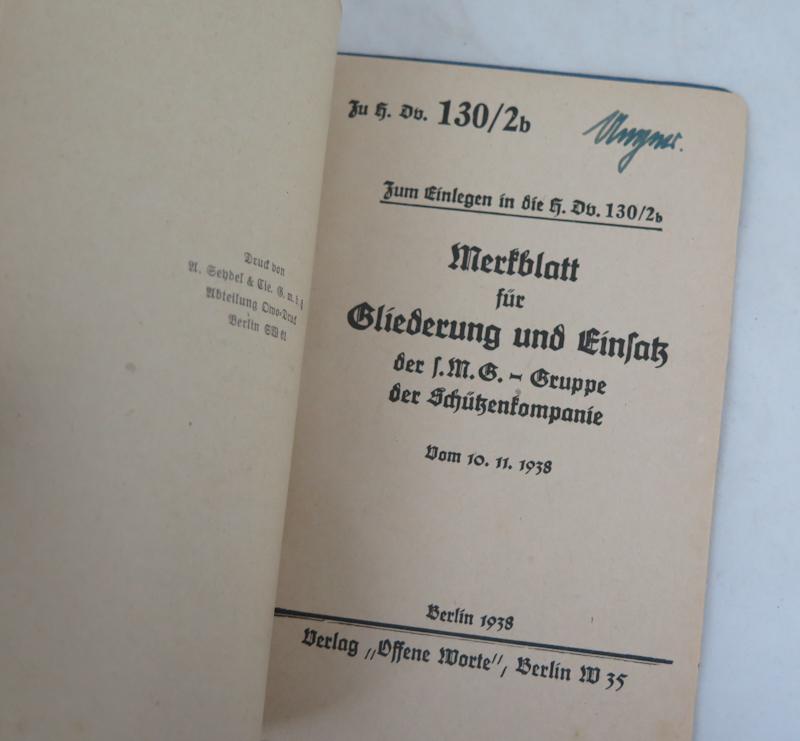 Druck von
A. Seydel & Cie. G. m. b. H
Abteilung Owo-Druck
Berlin SW 61
Zu H. Dv. 130/2b
Zum Einlegen in die H. Dv. 130/2b
Merkblatt
für
Gliederung und Einsatz
der s.M.G. - Gruppe
der Schützenkompanie
Vom 10. 11. 1938
Berlin 1938
Verlag „Offene Worte“, Berlin W 35